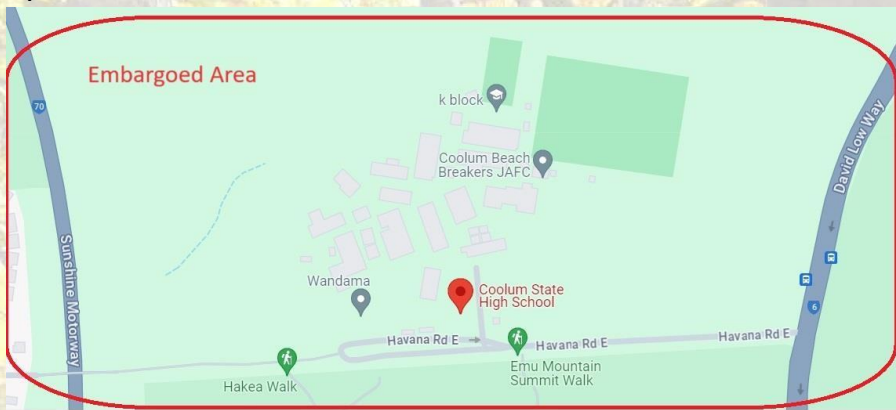 Embargoed Area
k block
Coolum Beach
Breakers JAFC
Wandama
Coolum State
High School
Havana Rd E
Havana Rd E
Havana Rd E
Hakea Walk
Emu Mountain
Summit Walk
70
Sunshine Motorway
David Low Way
6